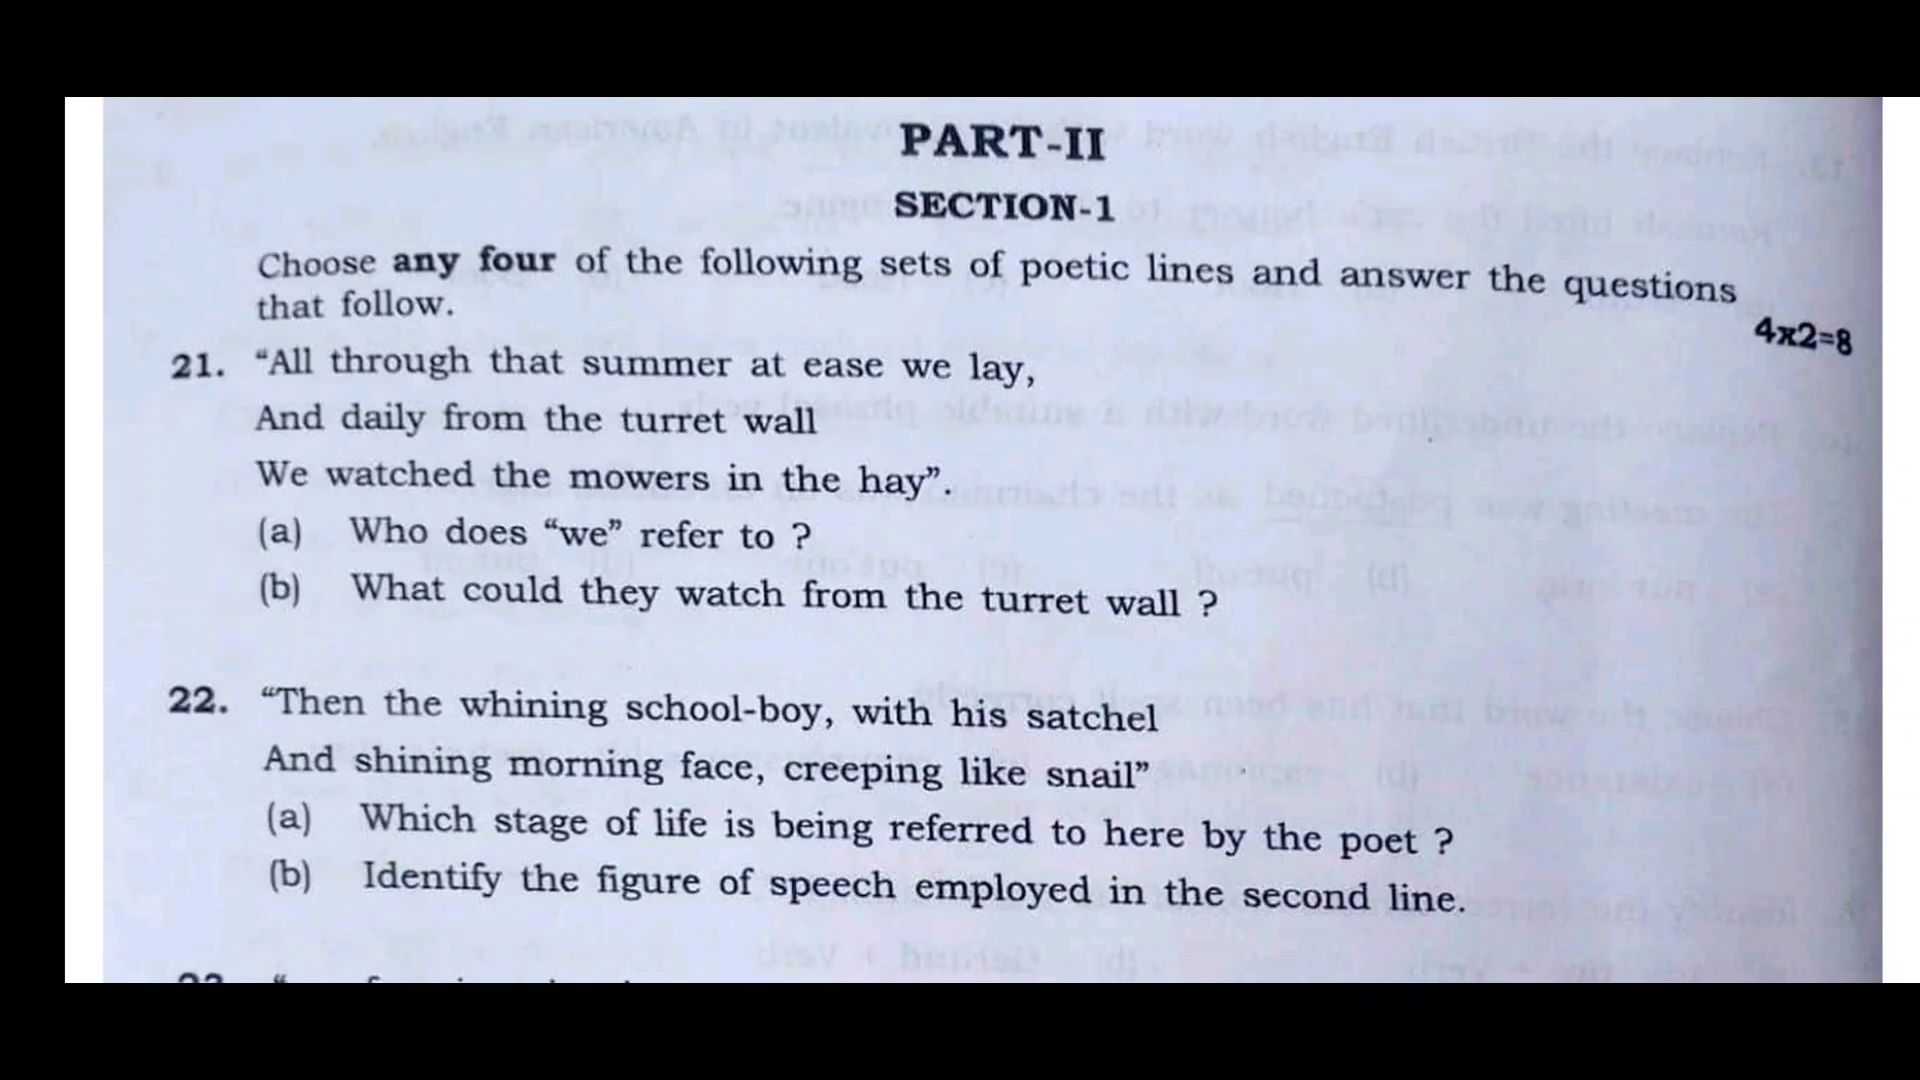 PART-II
SECTION-1
Choose any four of the following sets of poetic lines and answer the questions
that follow.
4x2=8
21. “All through that summer at ease we lay,
And daily from the turret wall
We watched the mowers in the hay”.
(a) Who does “we” refer to ?
(b) What could they watch from the turret wall ?
22. “Then the whining school-boy, with his satchel
And shining morning face, creeping like snail”
(a) Which stage of life is being referred to here by the poet ?
(b) Identify the figure of speech employed in the second line.